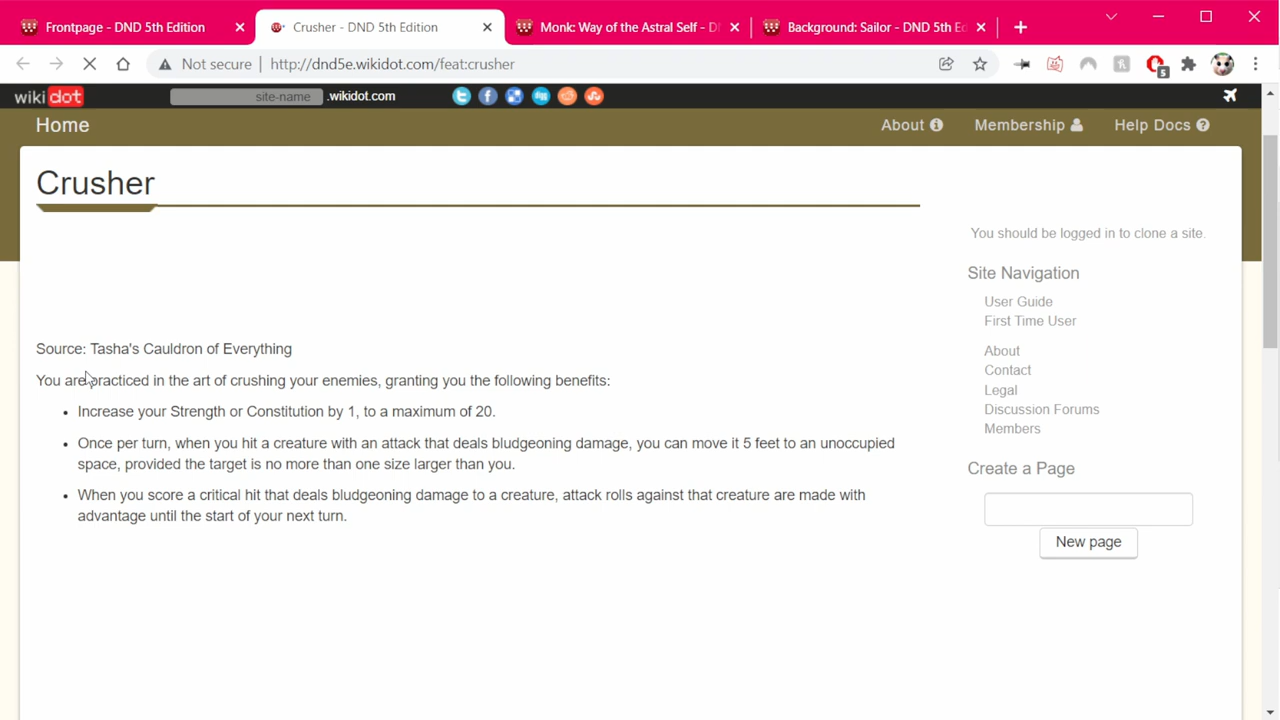 Frontpage - DND 5th Edition
Crusher - DND 5th Edition
Monk: Way of the Astral Self - D
Background: Sailor - DND 5th Ed
Not secure
http://dnd5e.wikidot.com/feat:crusher
5
wiki dot
site-name
.wikidot.com
Home
About
Membership
Help Docs
Crusher
You should be logged in to clone a site.
Source: Tasha's Cauldron of Everything
You are practiced in the art of crushing your enemies, granting you the following benefits:
• Increase your Strength or Constitution by 1, to a maximum of 20.
• Once per turn, when you hit a creature with an attack that deals bludgeoning damage, you can move it 5 feet to an unoccupied
space, provided the target is no more than one size larger than you.
• When you score a critical hit that deals bludgeoning damage to a creature, attack rolls against that creature are made with
advantage until the start of your next turn.
Site Navigation
User Guide
First Time User
About
Contact
Legal
Discussion Forums
Members
Create a Page
New page